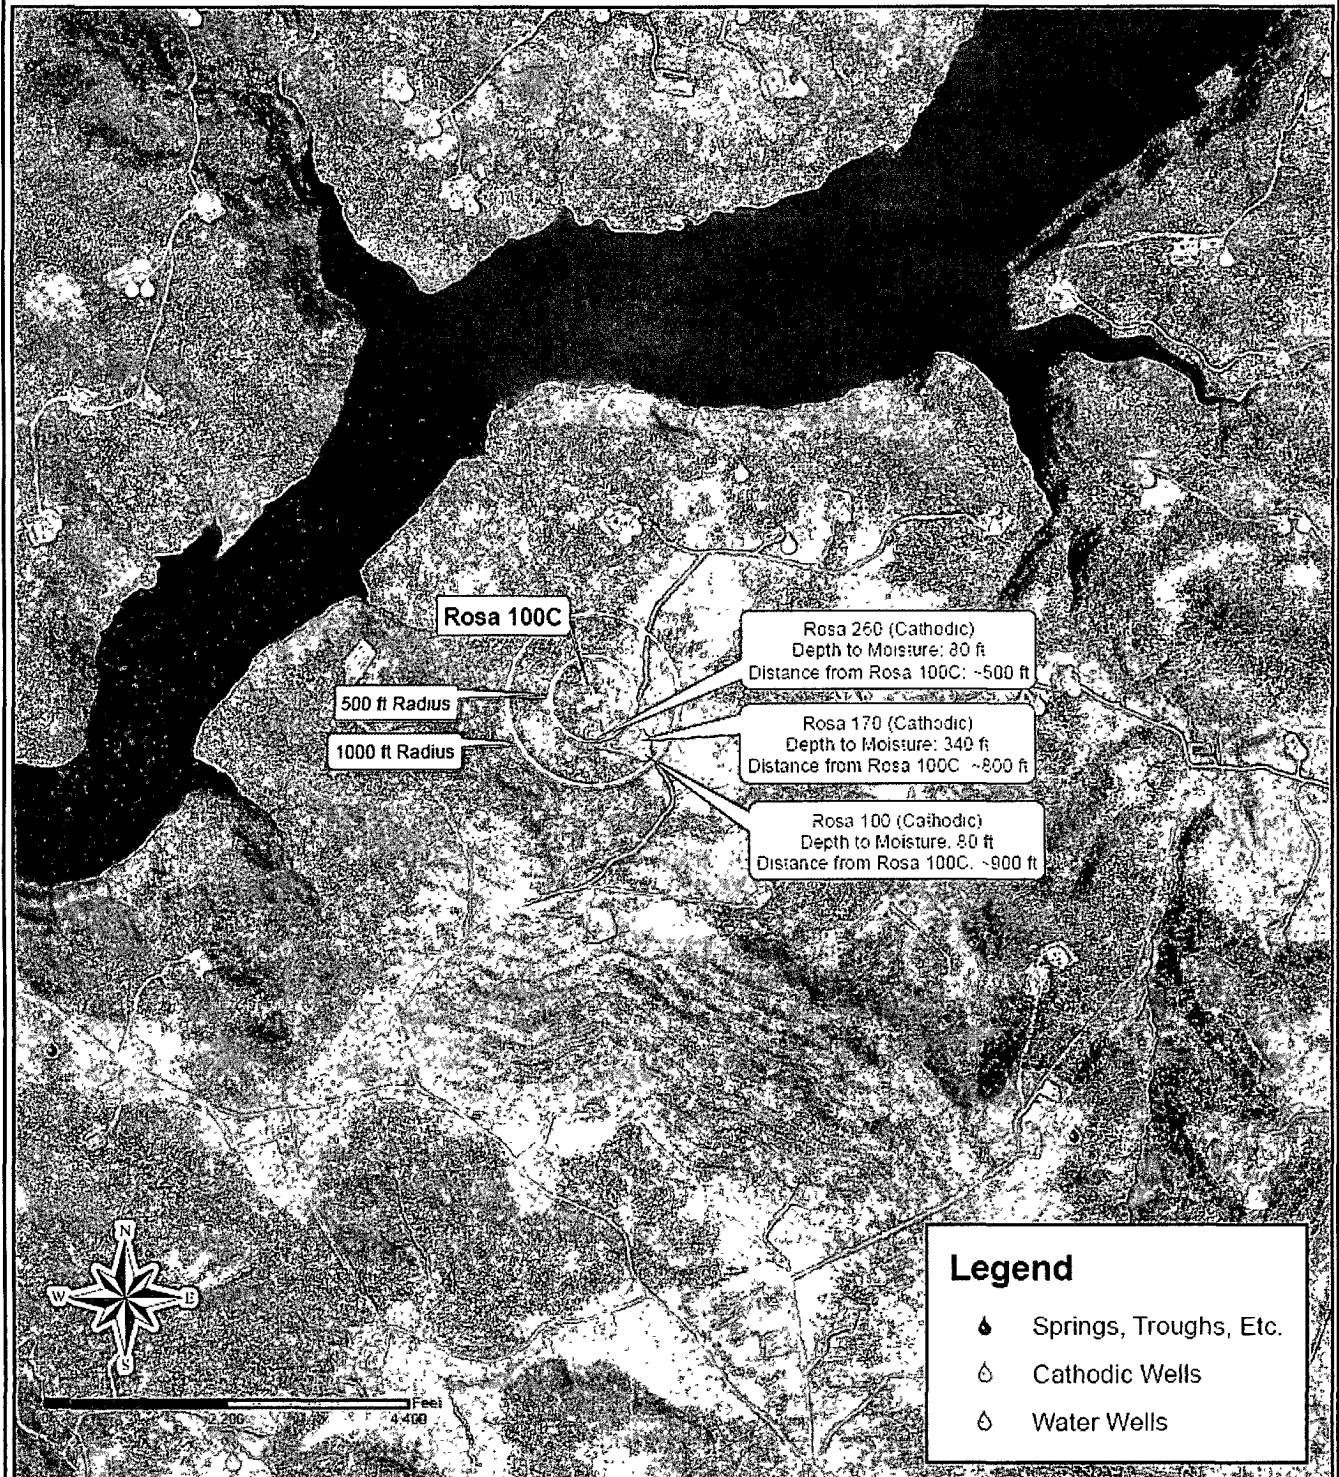 Rosa 100C
Rosa 260 (Cathodic)
Depth to Moisture: 80 ft
Distance from Rosa 100C: ~500 ft
500 ft Radius
Rosa 170 (Cathodic)
Depth to Moisture: 340 ft
Distance from Rosa 100C ~800 ft
1000 ft Radius
Rosa 100 (Cathodic)
Depth to Moisture. 80 ft
Distance from Rosa 100C. ~900 ft
N
W E
S
Feet
2,200 4,400
Legend
Springs, Troughs, Etc.
Cathodic Wells
Water Wells